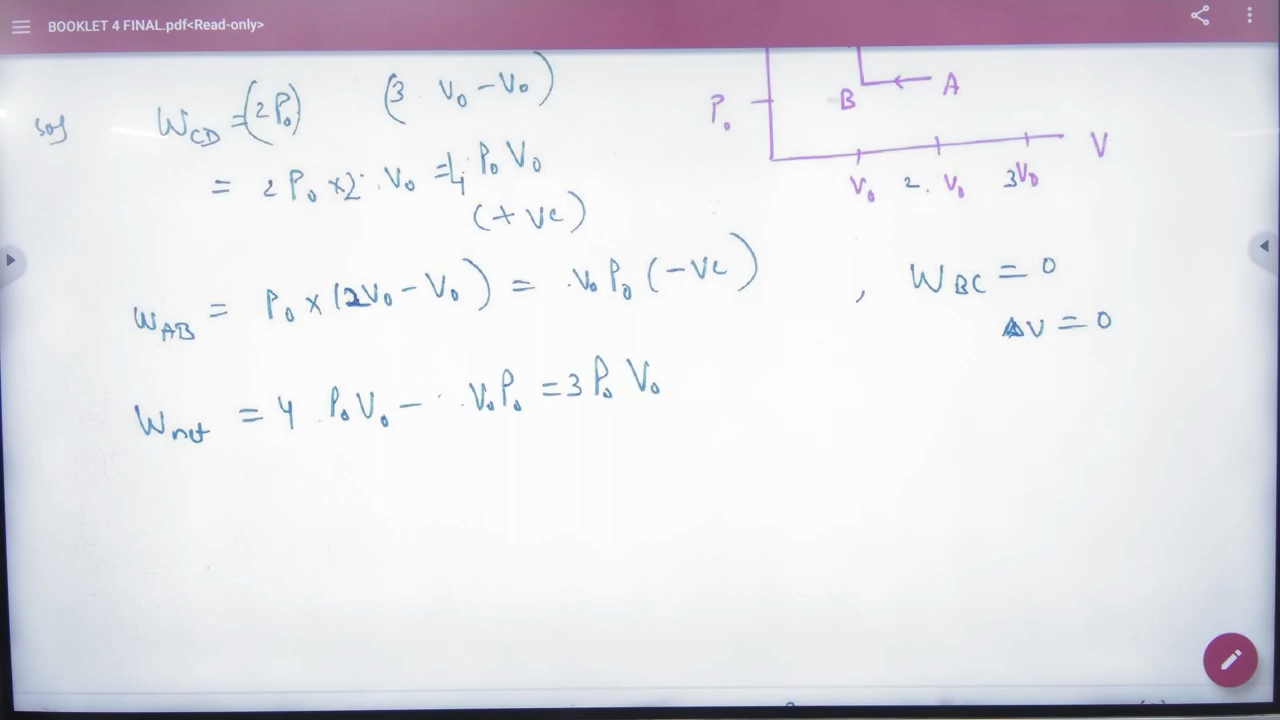 BOOKLET 4 FINAL.pdf<Read-only>
sol W_CD = (2P₀) (3 V₀ - V₀)
= 2 P₀ × 2 . V₀ = 4 P₀ V₀
(+ ve)
W_AB = P₀ × (2V₀ - V₀) = . V₀ P₀ (-ve)
, W_BC = 0
ΔV = 0
W_net = 4 . P₀V₀ - . V₀P₀ = 3 P₀ V₀
P₀
B
A
V
V₀ 2. V₀ 3V₀